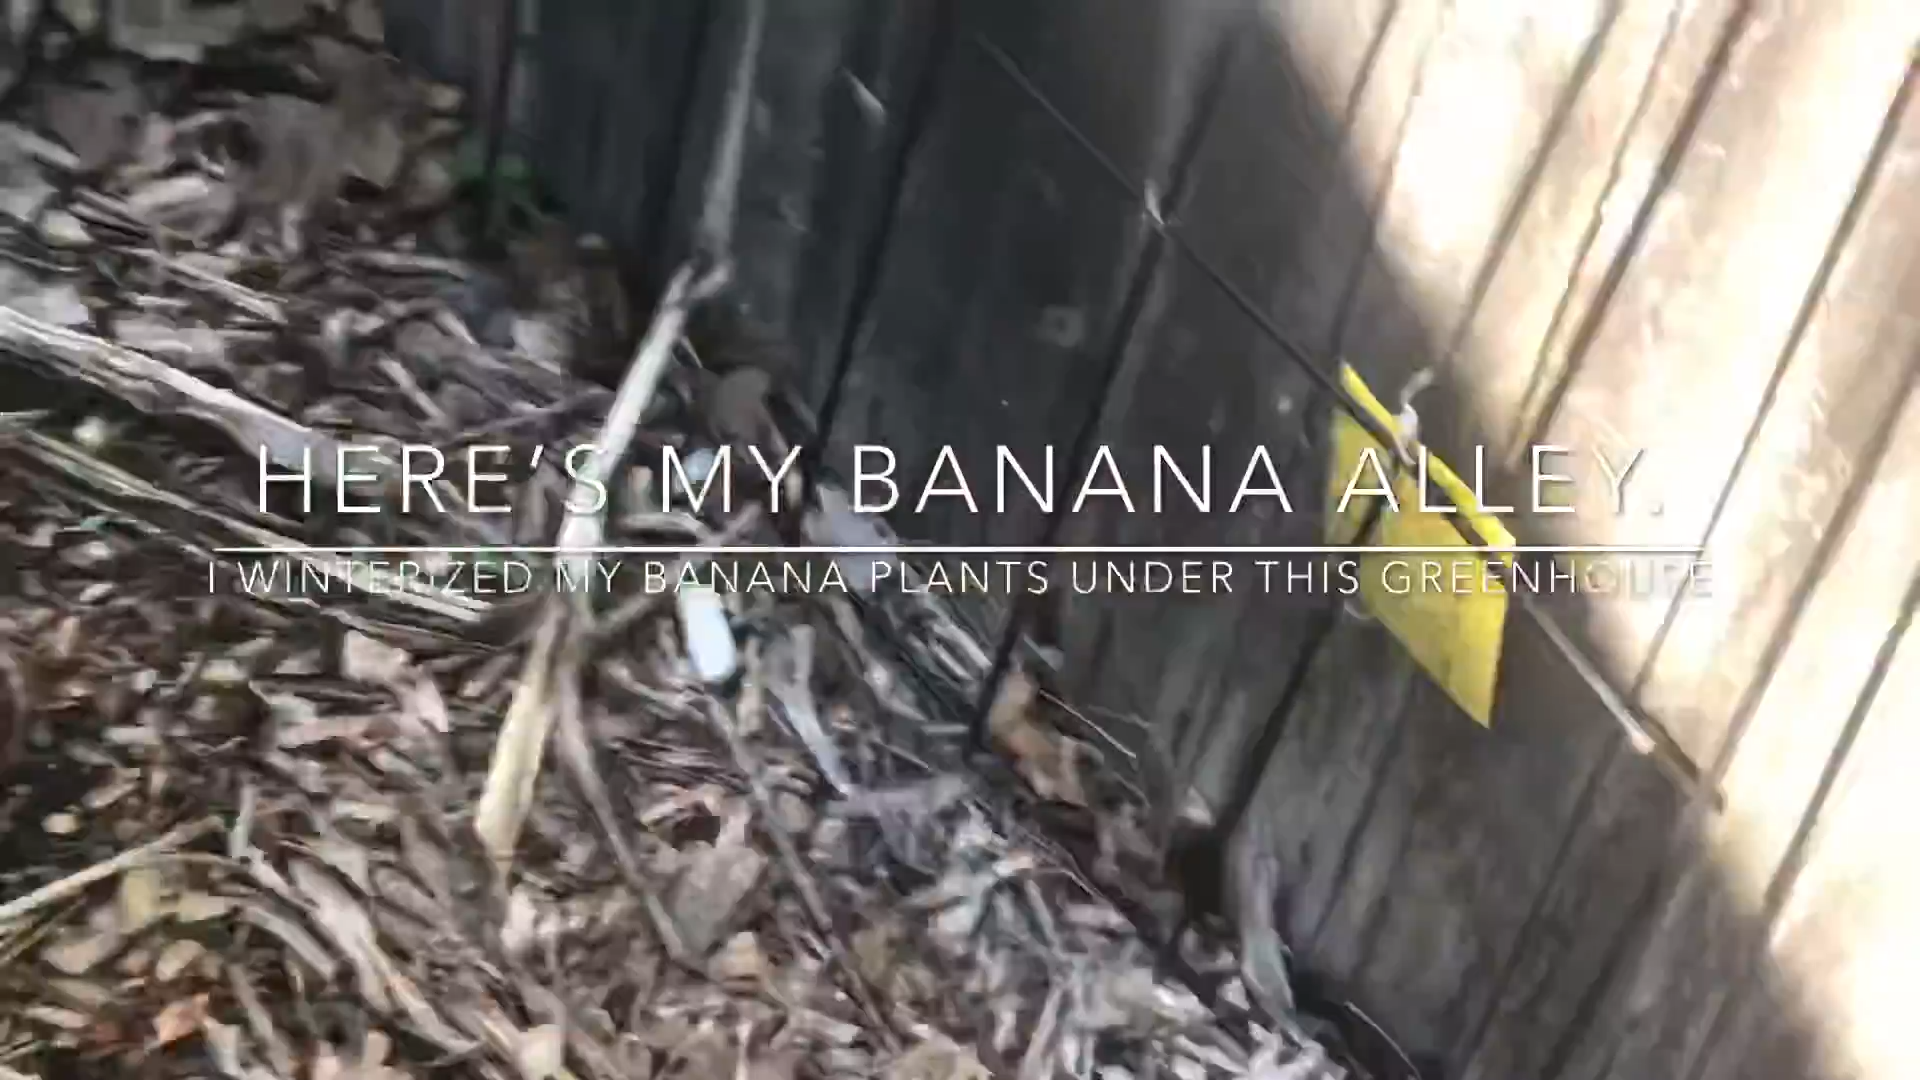 HERE'S MY BANANA ALLEY.
I WINTERIZED MY BANANA PLANTS UNDER THIS GREENHOUSE